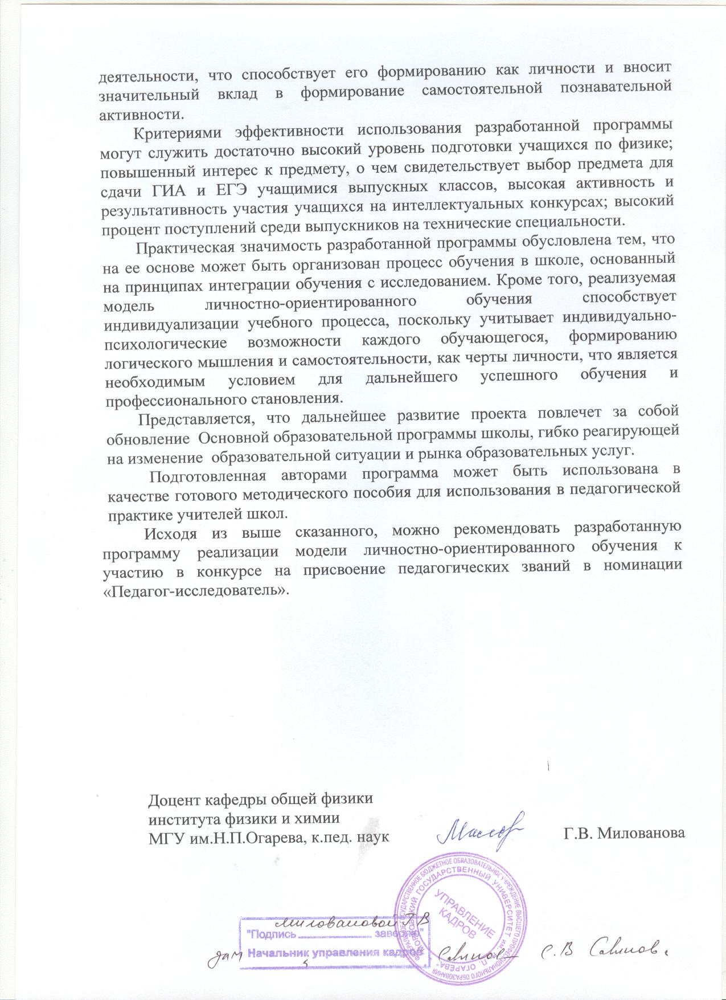 деятельности, что способствует его формированию как личности и вносит
значительный вклад в формирование самостоятельной познавательной
активности.
Критериями эффективности использования разработанной программы
могут служить достаточно высокий уровень подготовки учащихся по физике;
повышенный интерес к предмету, о чем свидетельствует выбор предмета для
сдачи ГИА и ЕГЭ учащимися выпускных классов, высокая активность и
результативность участия учащихся на интеллектуальных конкурсах; высокий
процент поступлений среди выпускников на технические специальности.
Практическая значимость разработанной программы обусловлена тем, что
на ее основе может быть организован процесс обучения в школе, основанный
на принципах интеграции обучения с исследованием. Кроме того, реализуемая
модель личностно-ориентированного обучения способствует
индивидуализации учебного процесса, поскольку учитывает индивидуально-
психологические возможности каждого обучающегося, формированию
логического мышления и самостоятельности, как черты личности, что является
необходимым условием для дальнейшего успешного обучения и
профессионального становления.
Представляется, что дальнейшее развитие проекта повлечет за собой
обновление Основной образовательной программы школы, гибко реагирующей
на изменение образовательной ситуации и рынка образовательных услуг.
Подготовленная авторами программа может быть использована в
качестве готового методического пособия для использования в педагогической
практике учителей школ.
Исходя из выше сказанного, можно рекомендовать разработанную
программу реализации модели личностно-ориентированного обучения к
участию в конкурсе на присвоение педагогических званий в номинации
«Педагог-исследователь».
Доцент кафедры общей физики
института физики и химии
МГУ им.Н.П.Огарева, к.пед. наук Г.В. Милованова
ФЕДЕРАЛЬНОЕ ГОСУДАРСТВЕННОЕ БЮДЖЕТНОЕ ОБРАЗОВАТЕЛЬНОЕ УЧРЕЖДЕНИЕ ВЫСШЕГО ПРОФЕССИОНАЛЬНОГО ОБРАЗОВАНИЯ
МОРДОВСКИЙ ГОСУДАРСТВЕННЫЙ УНИВЕРСИТЕТ им. Н. П. ОГАРЕВА"
УПРАВЛЕНИЕ
КАДРОВ
Миловановой Г В
"Подпись заверяю"
Начальник управления кадров
С. В